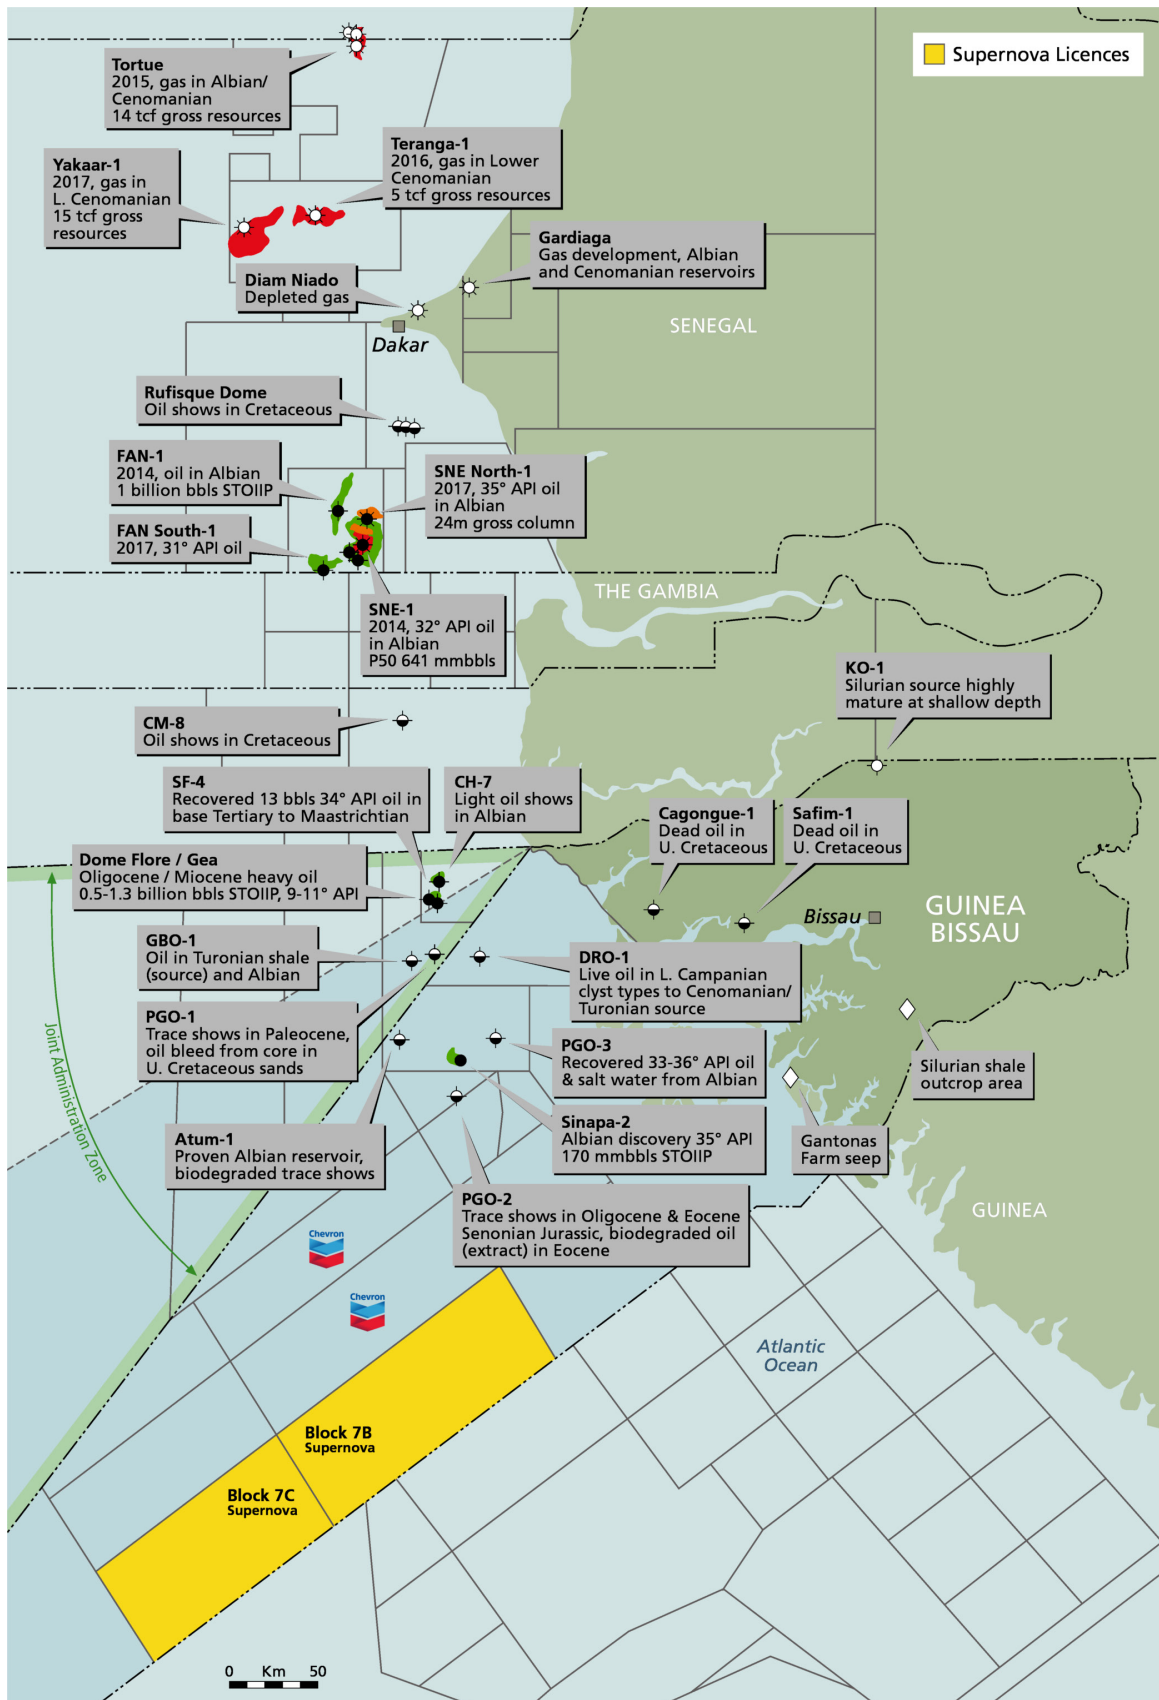 Supernova Licences
Tortue
2015, gas in Albian/
Cenomanian
14 tcf gross resources
Teranga-1
2016, gas in Lower
Cenomanian
5 tcf gross resources
Yakaar-1
2017, gas in
L. Cenomanian
15 tcf gross
resources
Gardiaga
Gas development, Albian
and Cenomanian reservoirs
Diam Niado
Depleted gas
SENEGAL
Dakar
Rufisque Dome
Oil shows in Cretaceous
FAN-1
2014, oil in Albian
1 billion bbls STOIIP
SNE North-1
2017, 35° API oil
in Albian
24m gross column
FAN South-1
2017, 31° API oil
THE GAMBIA
SNE-1
2014, 32° API oil
in Albian
P50 641 mmbbls
KO-1
Silurian source highly
mature at shallow depth
CM-8
Oil shows in Cretaceous
SF-4
Recovered 13 bbls 34° API oil in
base Tertiary to Maastrichtian
CH-7
Light oil shows
in Albian
Cagongue-1
Dead oil in
U. Cretaceous
Safim-1
Dead oil in
U. Cretaceous
Dome Flore / Gea
Oligocene / Miocene heavy oil
0.5-1.3 billion bbls STOIIP, 9-11° API
Bissau
GUINEA
BISSAU
GBO-1
Oil in Turonian shale
(source) and Albian
DRO-1
Live oil in L. Campanian
clyst types to Cenomanian/
Turonian source
PGO-1
Trace shows in Paleocene,
oil bleed from core in
U. Cretaceous sands
Joint Administration Zone
PGO-3
Recovered 33-36° API oil
& salt water from Albian
Silurian shale
outcrop area
Sinapa-2
Albian discovery 35° API
170 mmbbls STOIIP
Atum-1
Proven Albian reservoir,
biodegraded trace shows
Gantonas
Farm seep
PGO-2
Trace shows in Oligocene & Eocene
Senonian Jurassic, biodegraded oil
(extract) in Eocene
GUINEA
Chevron
Chevron
Atlantic
Ocean
Block 7B
Supernova
Block 7C
Supernova
0 Km 50